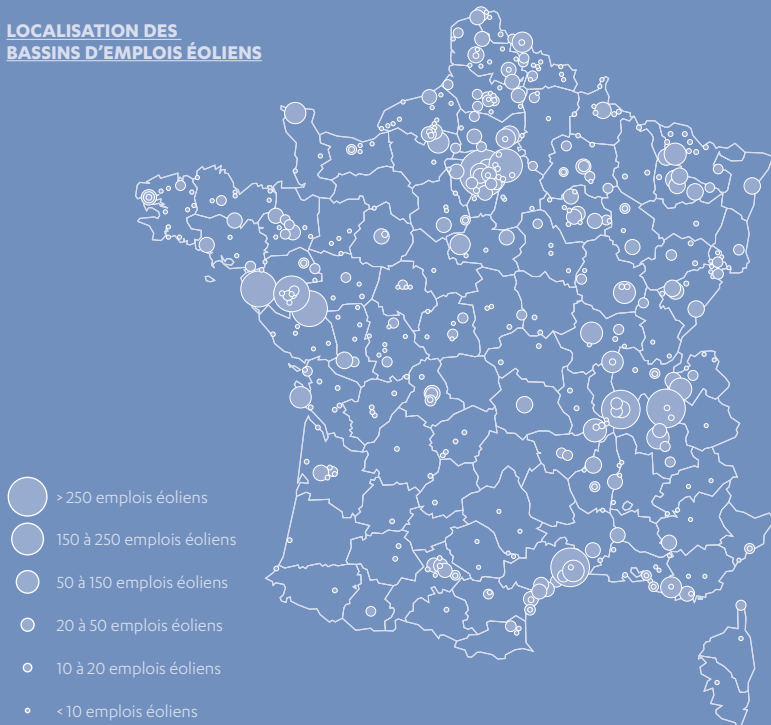 LOCALISATION DES
BASSINS D'EMPLOIS ÉOLIENS
> 250 emplois éoliens
150 à 250 emplois éoliens
50 à 150 emplois éoliens
20 à 50 emplois éoliens
10 à 20 emplois éoliens
< 10 emplois éoliens